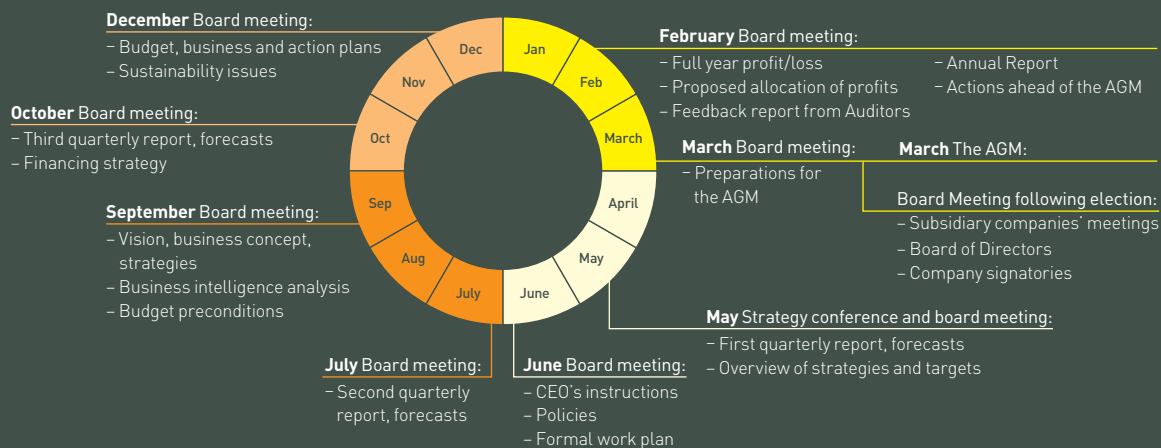 December Board meeting:
– Budget, business and action plans
– Sustainability issues
October Board meeting:
– Third quarterly report, forecasts
– Financing strategy
September Board meeting:
– Vision, business concept,
strategies
– Business intelligence analysis
– Budget preconditions
July Board meeting:
– Second quarterly
report, forecasts
June Board meeting:
– CEO's instructions
– Policies
– Formal work plan
May Strategy conference and board meeting:
– First quarterly report, forecasts
– Overview of strategies and targets
March Board meeting:
– Preparations for
the AGM
March The AGM:
Board Meeting following election:
– Subsidiary companies' meetings
– Board of Directors
– Company signatories
February Board meeting:
– Full year profit/loss
– Proposed allocation of profits
– Feedback report from Auditors
– Annual Report
– Actions ahead of the AGM
Jan
Feb
March
April
May
June
July
Aug
Sep
Oct
Nov
Dec